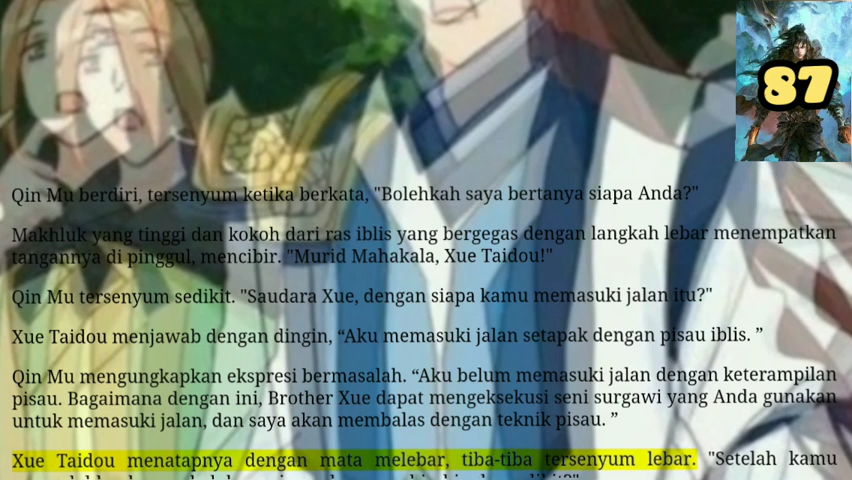 87
Qin Mu berdiri, tersenyum ketika berkata, "Bolehkah saya bertanya siapa Anda?"
Makhluk yang tinggi dan kokoh dari ras iblis yang bergegas dengan langkah lebar menempatkan
tangannya di pinggul, mencibir. "Murid Mahakala, Xue Taidou!"
Qin Mu tersenyum sedikit. "Saudara Xue, dengan siapa kamu memasuki jalan itu?"
Xue Taidou menjawab dengan dingin, “Aku memasuki jalan setapak dengan pisau iblis. ”
Qin Mu mengungkapkan ekspresi bermasalah. “Aku belum memasuki jalan dengan keterampilan
pisau. Bagaimana dengan ini, Brother Xue dapat mengeksekusi seni surgawi yang Anda gunakan
untuk memasuki jalan, dan saya akan membalas dengan teknik pisau. ”
Xue Taidou menatapnya dengan mata melebar, tiba-tiba tersenyum lebar. "Setelah kamu